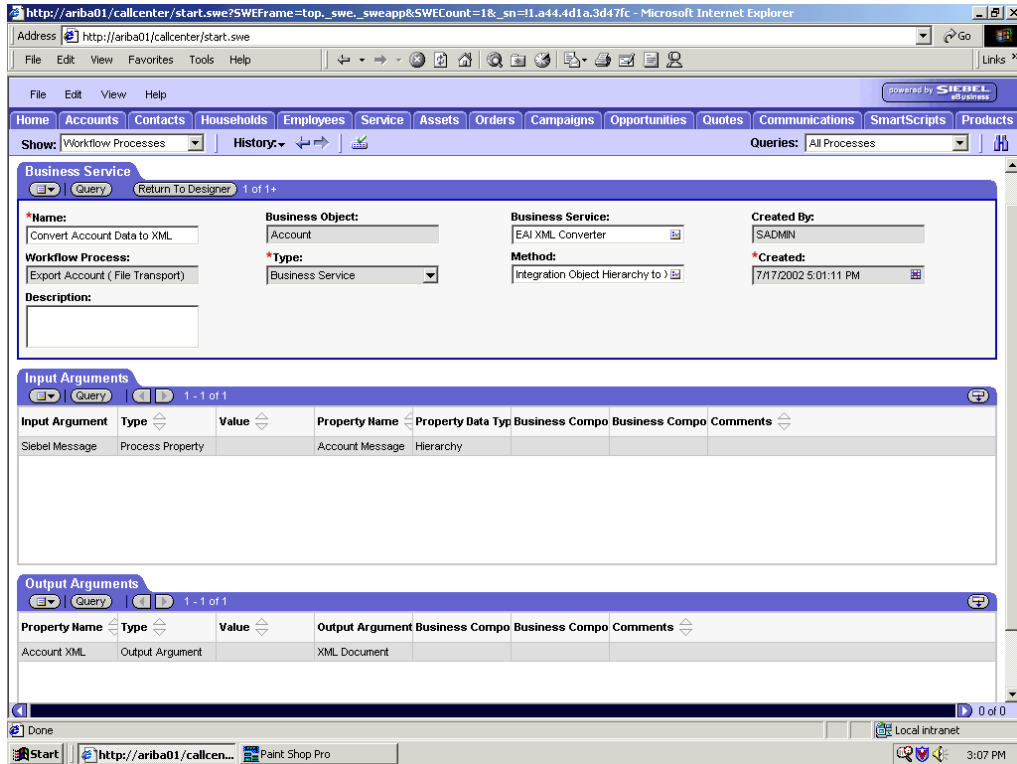 http://ariba01/callcenter/start.swe?SWEFrame=top._swe._sweapp&SWECount=1&_sn=!1.a44.4d1a.3d47fc - Microsoft Internet Explorer
Address http://ariba01/callcenter/start.swe Go
File Edit View Favorites Tools Help Links »
File Edit View Help powered by SIEBEL eBusiness
Home Accounts Contacts Households Employees Service Assets Orders Campaigns Opportunities Quotes Communications SmartScripts Products
Show: Workflow Processes History: Queries: All Processes
Business Service
Query Return To Designer 1 of 1+
*Name: Business Object: Business Service: Created By:
Convert Account Data to XML Account EAI XML Converter SADMIN
Workflow Process: *Type: Method: *Created:
Export Account ( File Transport) Business Service Integration Object Hierarchy to 7/17/2002 5:01:11 PM
Description:
Input Arguments
Query 1 - 1 of 1
Input Argument Type Value Property Name Property Data Typ Business Compo Business Compo Comments
Siebel Message Process Property Account Message Hierarchy
Output Arguments
Query 1 - 1 of 1
Property Name Type Value Output Argument Business Compo Business Compo Comments
Account XML Output Argument XML Document
0 of 0
Done Local intranet
Start http://ariba01/callcen... Paint Shop Pro 3:07 PM